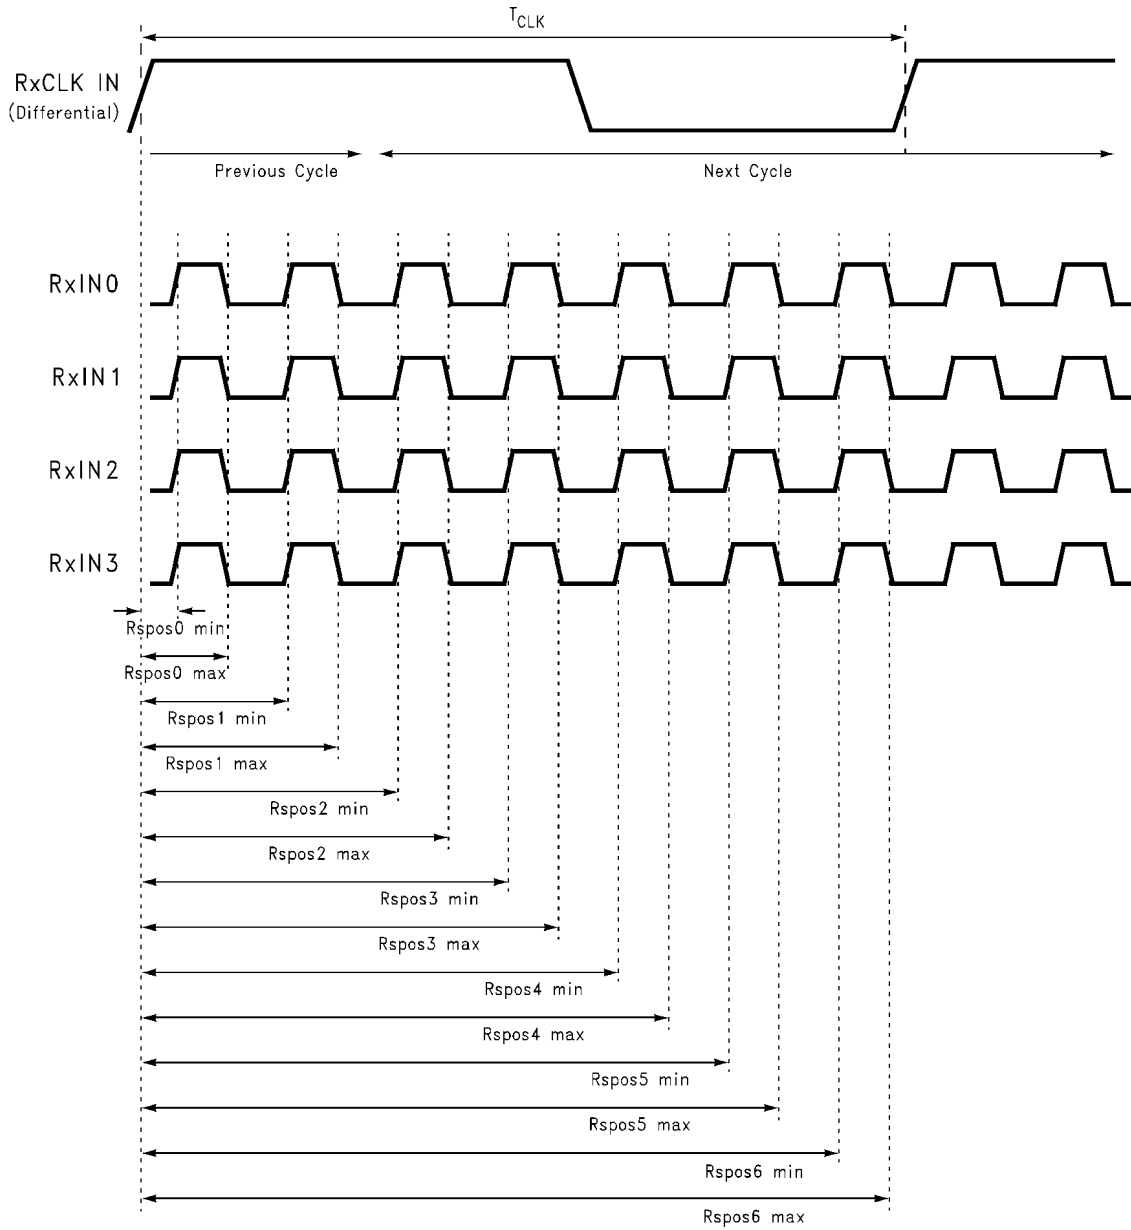 TCLK
RxCLK IN
(Differential)
Previous Cycle
Next Cycle
RxIN0
RxIN1
RxIN2
RxIN3
Rspos0 min
Rspos0 max
Rspos1 min
Rspos1 max
Rspos2 min
Rspos2 max
Rspos3 min
Rspos3 max
Rspos4 min
Rspos4 max
Rspos5 min
Rspos5 max
Rspos6 min
Rspos6 max